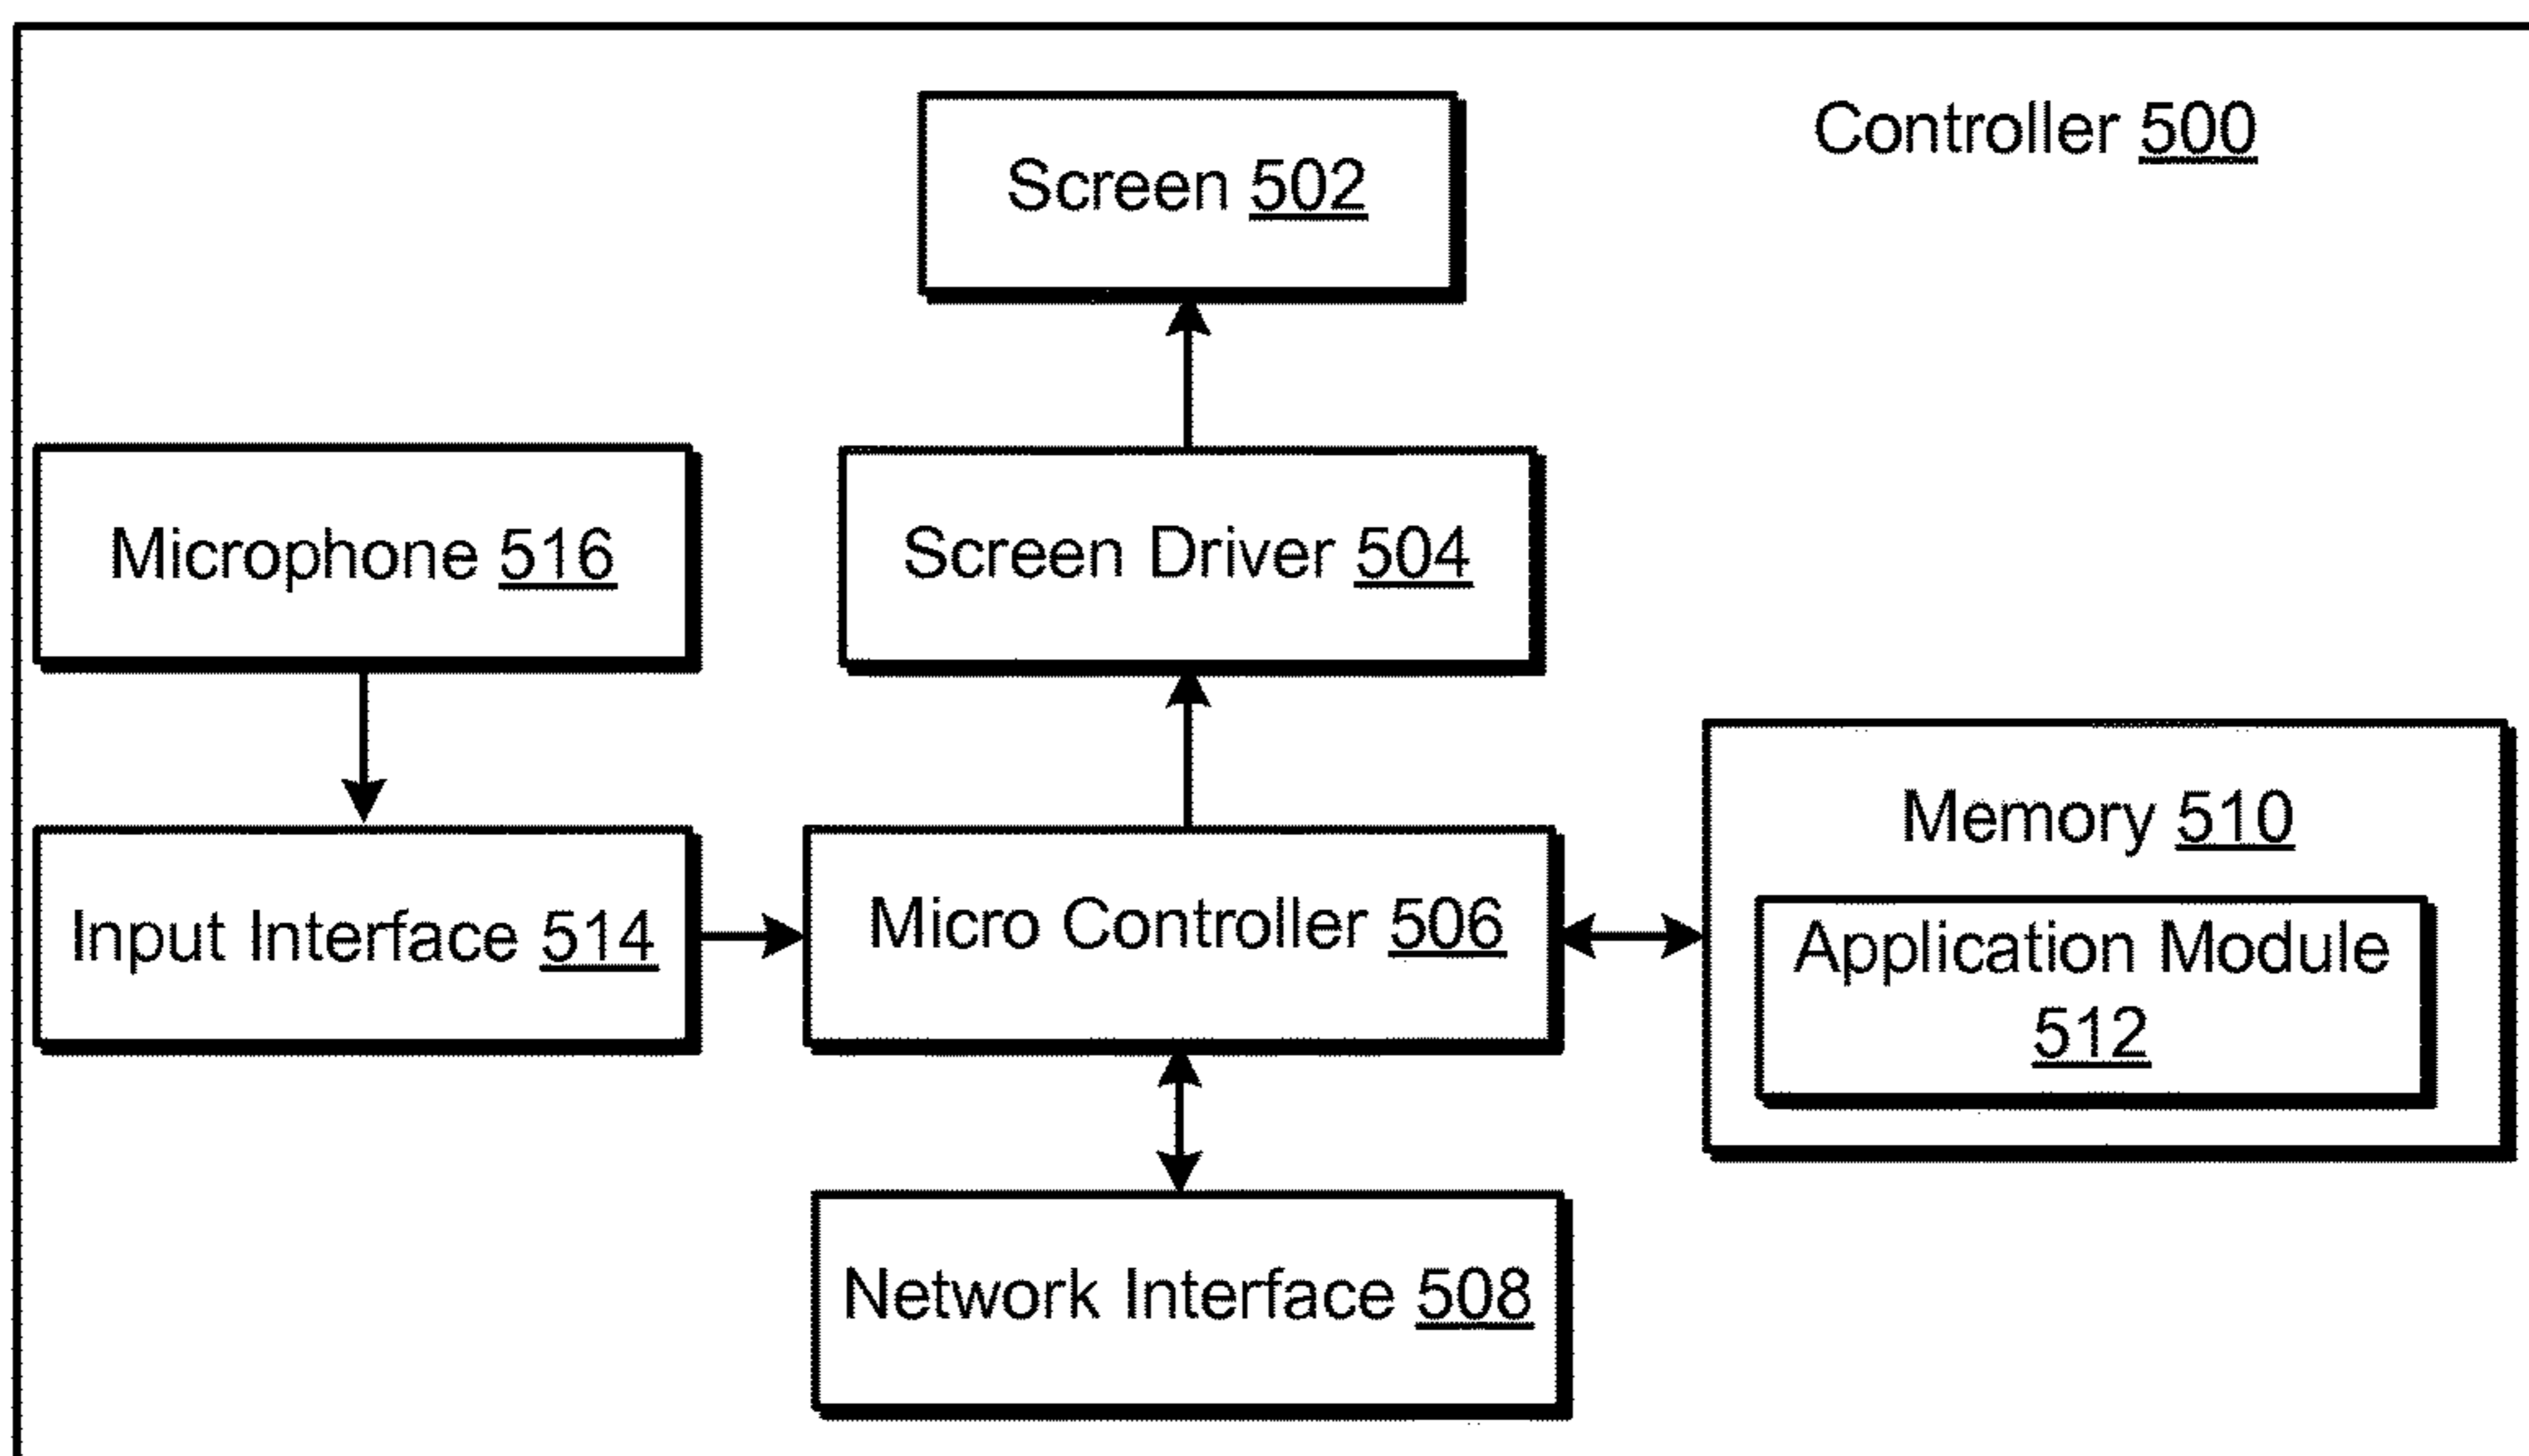 Controller 500
Screen 502
Microphone 516
Screen Driver 504
Memory 510
Input Interface 514
Micro Controller 506
Application Module
512
Network Interface 508